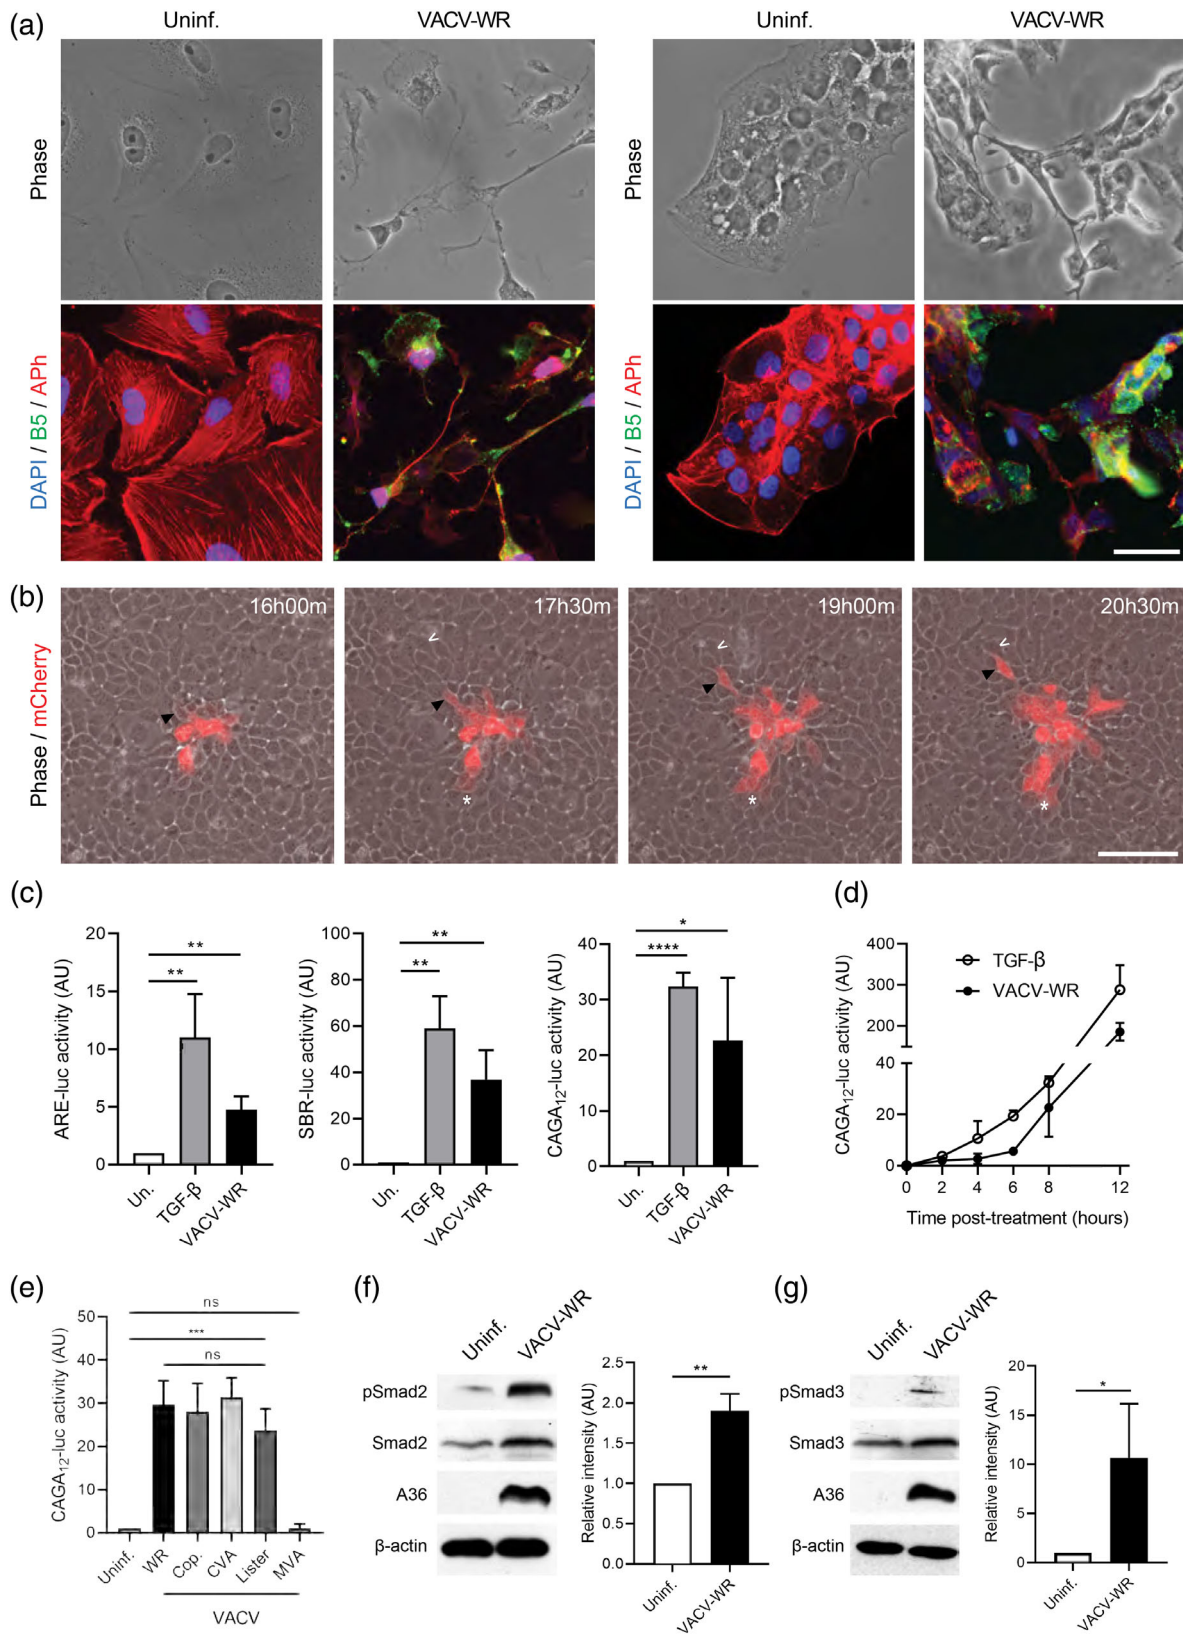 (a)
Uninf.
VACV-WR
Uninf.
VACV-WR
Phase
Phase
DAPI / B5 / APh
DAPI / B5 / APh
(b)
Phase / mCherry
16h00m
17h30m
19h00m
20h30m
<
<
<
*
*
*
(c)
ARE-luc activity (AU)
20
15
10
5
0
**
**
Un.
TGF-β
VACV-WR
SBR-luc activity (AU)
100
80
60
40
20
0
**
**
Un.
TGF-β
VACV-WR
CAGA12-luc activity (AU)
40
30
20
10
0
*
****
Un.
TGF-β
VACV-WR
(d)
CAGA12-luc activity (AU)
400
300
200
40
20
0
TGF-β
VACV-WR
0
2
4
6
8
12
Time post-treatment (hours)
(e)
CAGA12-luc activity (AU)
50
40
30
20
10
0
ns
***
ns
Uninf.
WR
Cop.
CVA
Lister
MVA
VACV
(f)
Uninf.
VACV-WR
pSmad2
Smad2
A36
β-actin
Relative intensity (AU)
2.5
2.0
1.5
1.0
0.5
0.0
**
Uninf.
VACV-WR
(g)
Uninf.
VACV-WR
pSmad3
Smad3
A36
β-actin
Relative intensity (AU)
20
15
10
5
0
*
Uninf.
VACV-WR